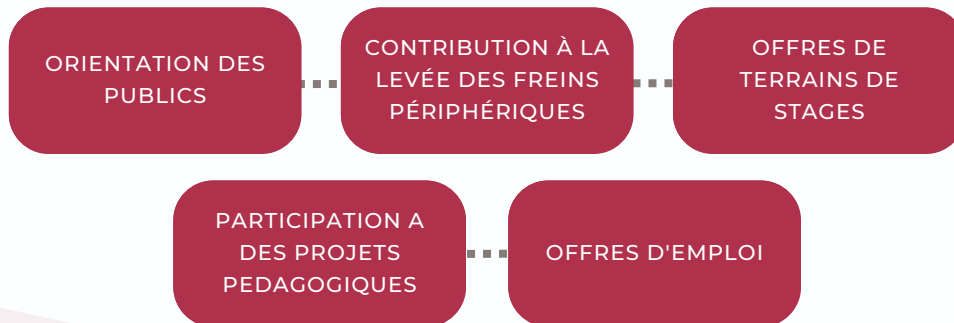 ORIENTATION DES
PUBLICS
CONTRIBUTION À LA
LEVÉE DES FREINS
PÉRIPHÉRIQUES
OFFRES DE
TERRAINS DE
STAGES
PARTICIPATION A
DES PROJETS
PEDAGOGIQUES
OFFRES D'EMPLOI